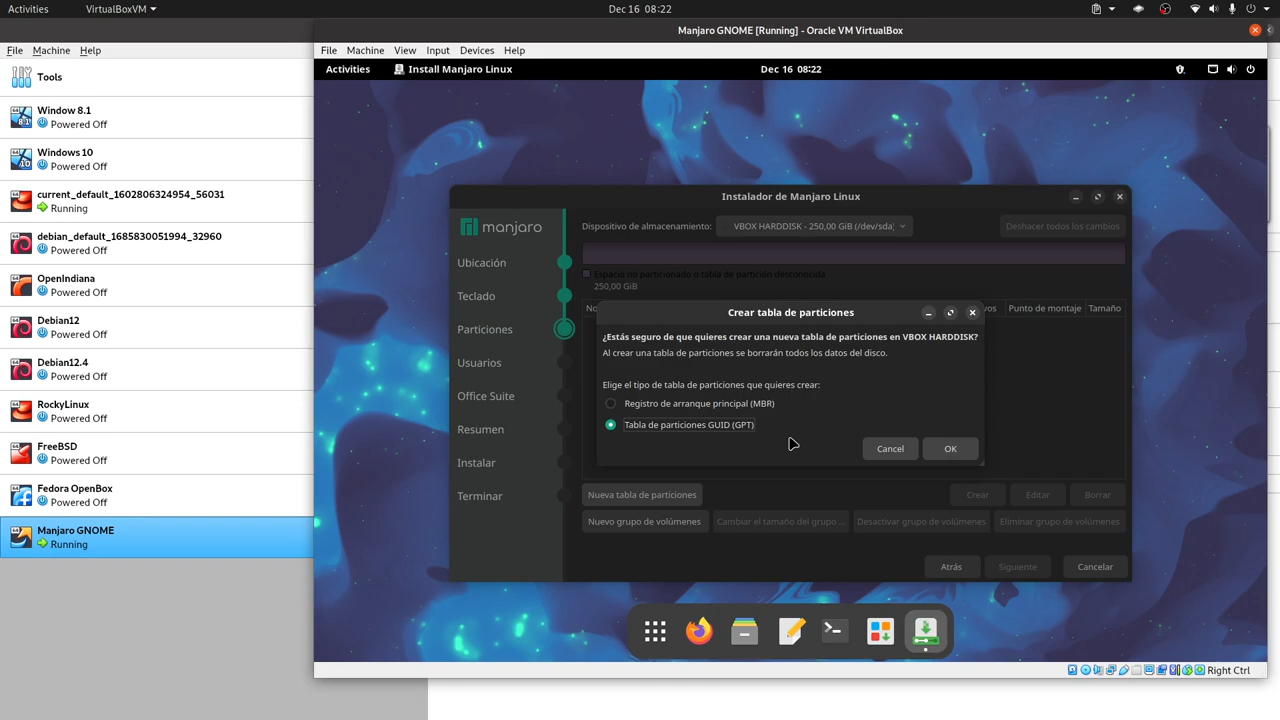 Activities
VirtualBoxVM
Dec 16 08:22
Manjaro GNOME [Running] - Oracle VM VirtualBox
File Machine Help
File Machine View Input Devices Help
Tools
Activities
Install Manjaro Linux
Dec 16 08:22
Window 8.1
Powered Off
Windows 10
Powered Off
current_default_1602806324954_56031
Running
debian_default_1685830051994_32960
Powered Off
OpenIndiana
Powered Off
Debian12
Powered Off
Debian12.4
Powered Off
RockyLinux
Powered Off
FreeBSD
Powered Off
Fedora OpenBox
Powered Off
Manjaro GNOME
Running
Instalador de Manjaro Linux
manjaro
Ubicación
Teclado
Particiones
Usuarios
Office Suite
Resumen
Instalar
Terminar
Dispositivo de almacenamiento:
VBOX HARDDISK - 250,00 GiB (/dev/sda)
Deshacer todos los cambios
Espacio no particionado o tabla de partición desconocida
250,00 GiB
Punto de montaje
Tamaño
Crear tabla de particiones
¿Estás seguro de que quieres crear una nueva tabla de particiones en VBOX HARDDISK?
Al crear una tabla de particiones se borrarán todos los datos del disco.
Elige el tipo de tabla de particiones que quieres crear:
Registro de arranque principal (MBR)
Tabla de particiones GUID (GPT)
Cancel
OK
Nueva tabla de particiones
Crear
Editar
Borrar
Nuevo grupo de volúmenes
Cambiar el tamaño del grupo ...
Desactivar grupo de volúmenes
Eliminar grupo de volúmenes
Atrás
Siguiente
Cancelar
Right Ctrl